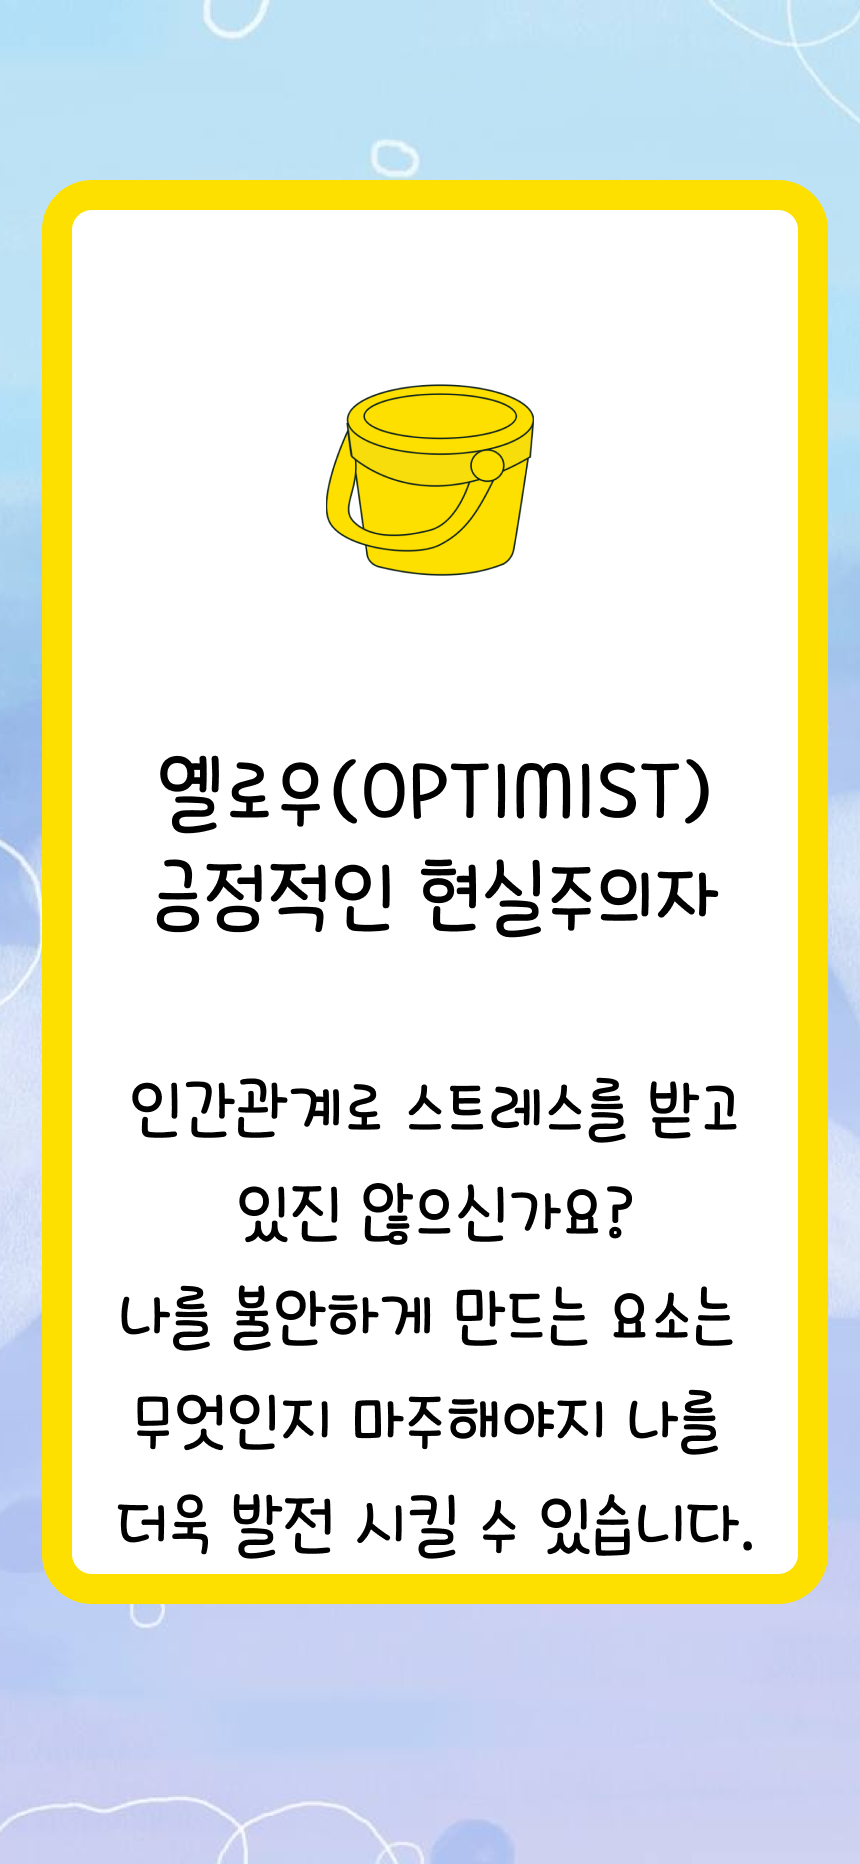 옐로우(OPTIMIST)
긍정적인 현실주의자
인간관계로 스트레스를 받고
있진 않으신가요?
나를 불안하게 만드는 요소는
무엇인지 마주해야지 나를
더욱 발전 시킬 수 있습니다.